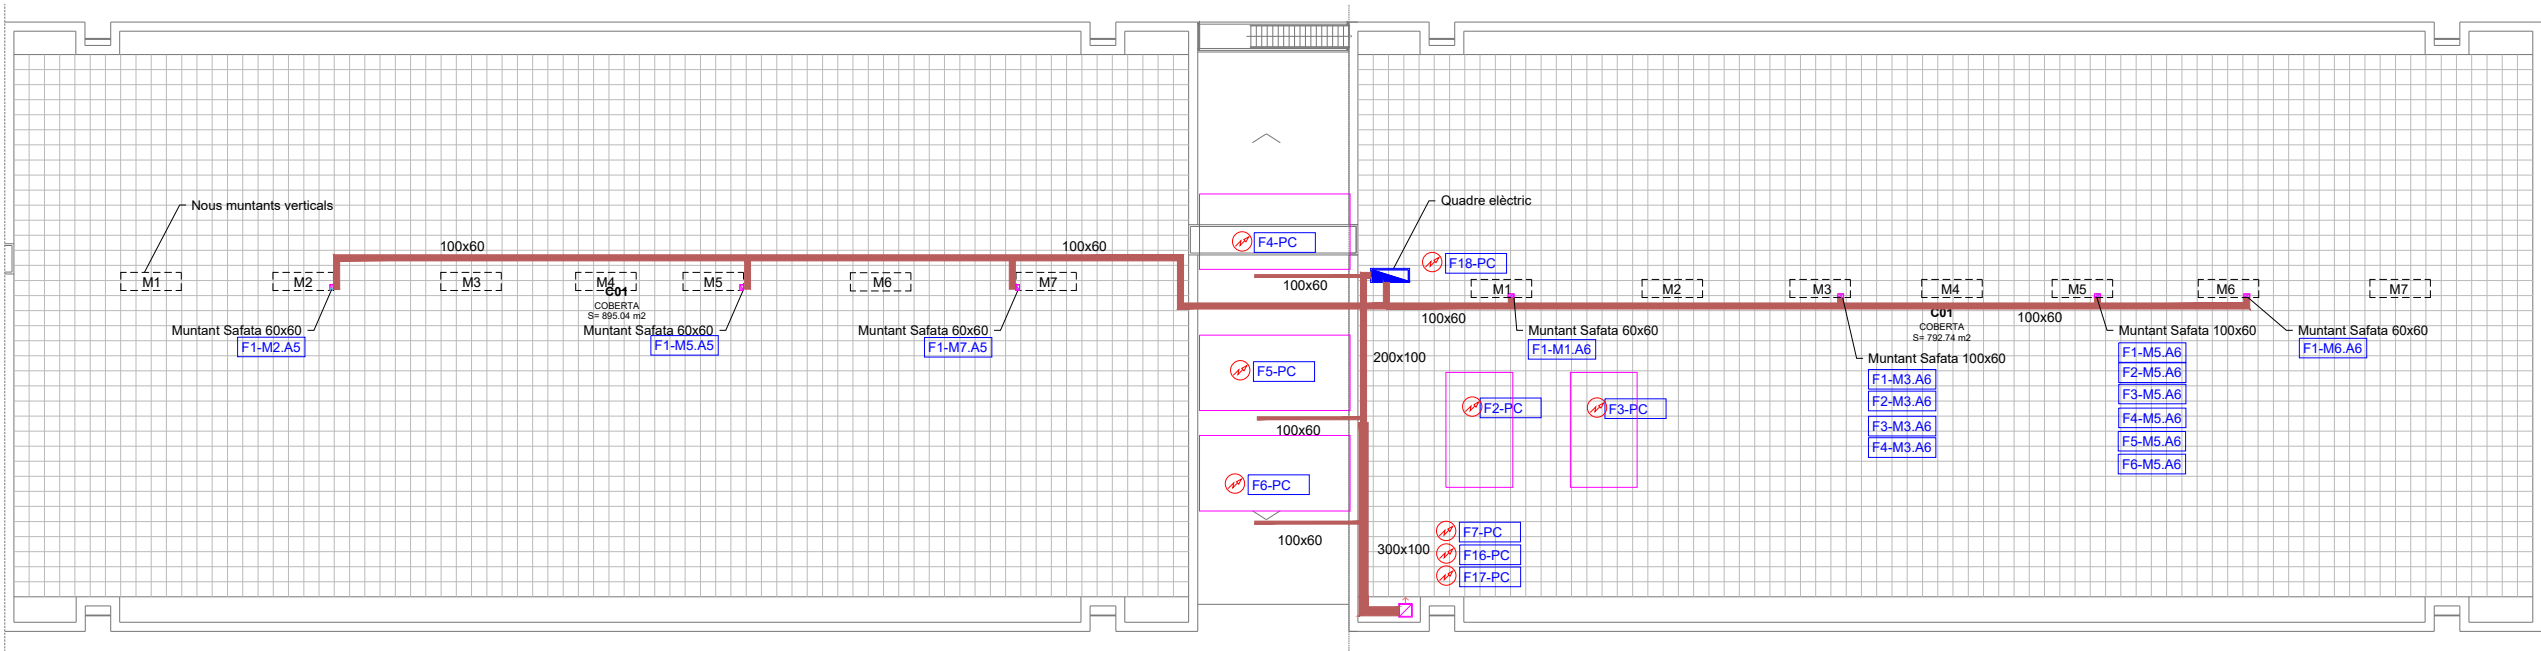 Nous muntants verticals
100x60
100x60
M1
M2
M3
M4
M5
M6
M7
C01
COBERTA
S= 895.04 m2
Muntant Safata 60x60
F1-M2.A5
Muntant Safata 60x60
F1-M5.A5
Muntant Safata 60x60
F1-M7.A5
F4-PC
100x60
F5-PC
100x60
F6-PC
100x60
Quadre elèctric
F18-PC
M1
M2
M3
M4
M5
M6
M7
100x60
C01
COBERTA
S= 792.74 m2
100x60
200x100
Muntant Safata 60x60
F1-M1.A6
Muntant Safata 100x60
F1-M3.A6
F2-M3.A6
F3-M3.A6
F4-M3.A6
Muntant Safata 100x60
F1-M5.A6
F2-M5.A6
F3-M5.A6
F4-M5.A6
F5-M5.A6
F6-M5.A6
Muntant Safata 60x60
F1-M6.A6
F2-PC
F3-PC
300x100
F7-PC
F16-PC
F17-PC